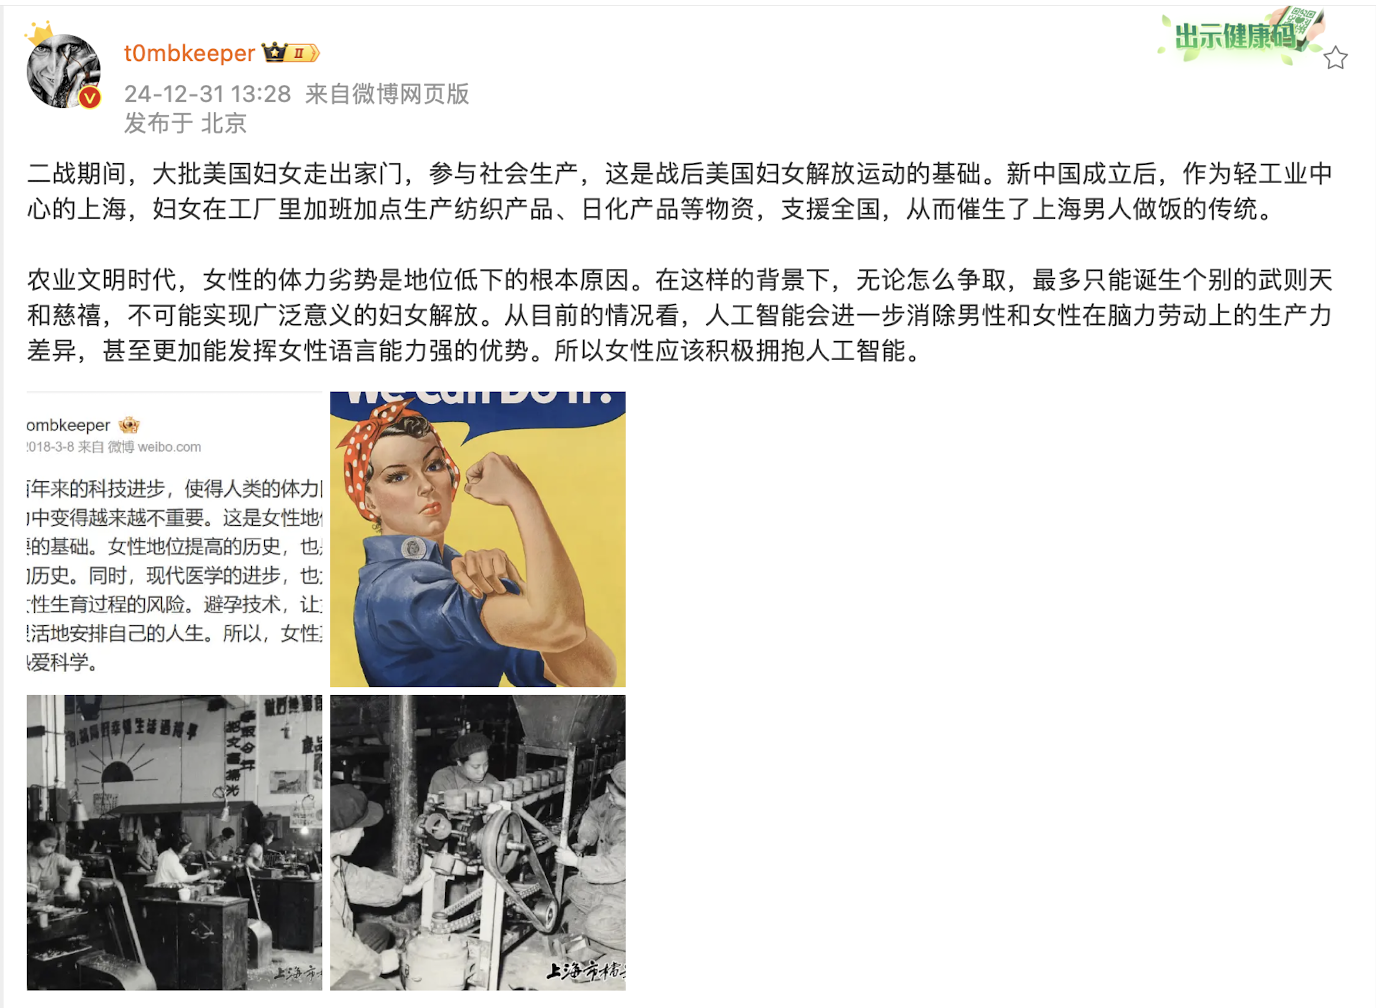 t0mbkeeper II
出示健康码
24-12-31 13:28 来自微博网页版
发布于 北京
二战期间，大批美国妇女走出家门，参与社会生产，这是战后美国妇女解放运动的基础。新中国成立后，作为轻工业中
心的上海，妇女在工厂里加班加点生产纺织产品、日化产品等物资，支援全国，从而催生了上海男人做饭的传统。
农业文明时代，女性的体力劣势是地位低下的根本原因。在这样的背景下，无论怎么争取，最多只能诞生个别的武则天
和慈禧，不可能实现广泛意义的妇女解放。从目前的情况看，人工智能会进一步消除男性和女性在脑力劳动上的生产力
差异，甚至更加能发挥女性语言能力强的优势。所以女性应该积极拥抱人工智能。
ombkeeper
2018-3-8 来自 微博 weibo.com
年来的科技进步，使得人类的体力
中变得越来越不重要。这是女性地
的基础。女性地位提高的历史，也
历史。同时，现代医学的进步，也
性生育过程的风险。避孕技术，让
活地安排自己的人生。所以，女性
爱科学。
We Can Do It!
上海市
上海市档